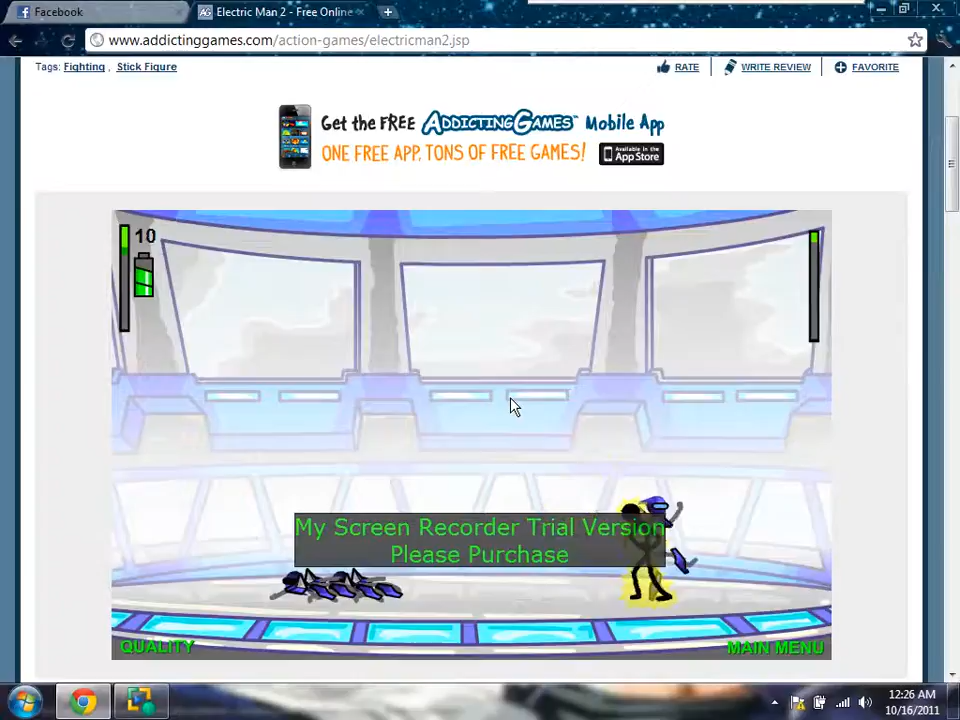 Facebook
Electric Man 2 - Free Online
www.addictinggames.com/action-games/electricman2.jsp
Tags: Fighting , Stick Figure
RATE
WRITE REVIEW
FAVORITE
Get the FREE ADDICTINGGAMES Mobile App
ONE FREE APP, TONS OF FREE GAMES!
Available in the
App Store
10
My Screen Recorder Trial Version
Please Purchase
QUALITY
MAIN MENU
12:26 AM
10/16/2011